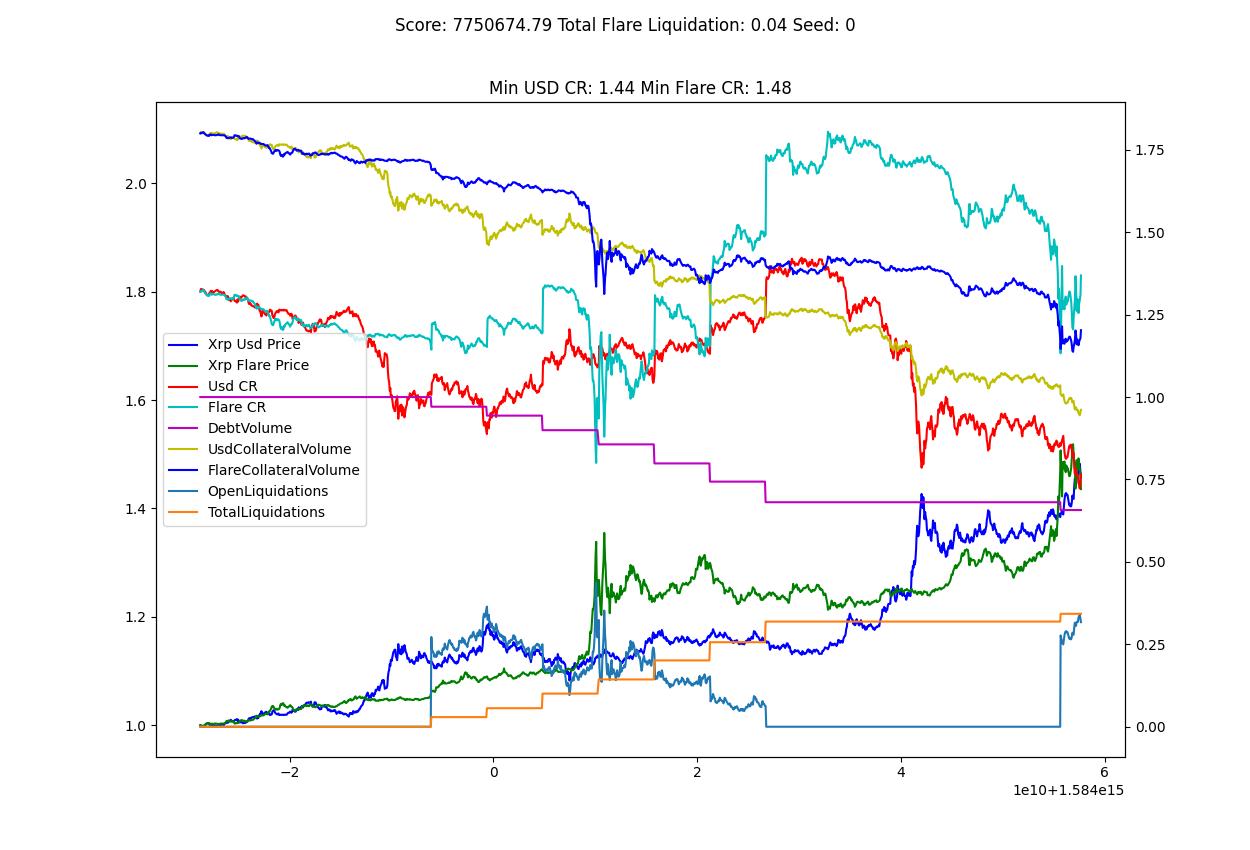 Score: 7750674.79 Total Flare Liquidation: 0.04 Seed: 0
Min USD CR: 1.44 Min Flare CR: 1.48
2.0
1.8
1.6
1.4
1.2
1.0
1.75
1.50
1.25
1.00
0.75
0.50
0.25
0.00
Xrp Usd Price
Xrp Flare Price
Usd CR
Flare CR
DebtVolume
UsdCollateralVolume
FlareCollateralVolume
OpenLiquidations
TotalLiquidations
−2 0 2 4 6
1e10+1.584e15